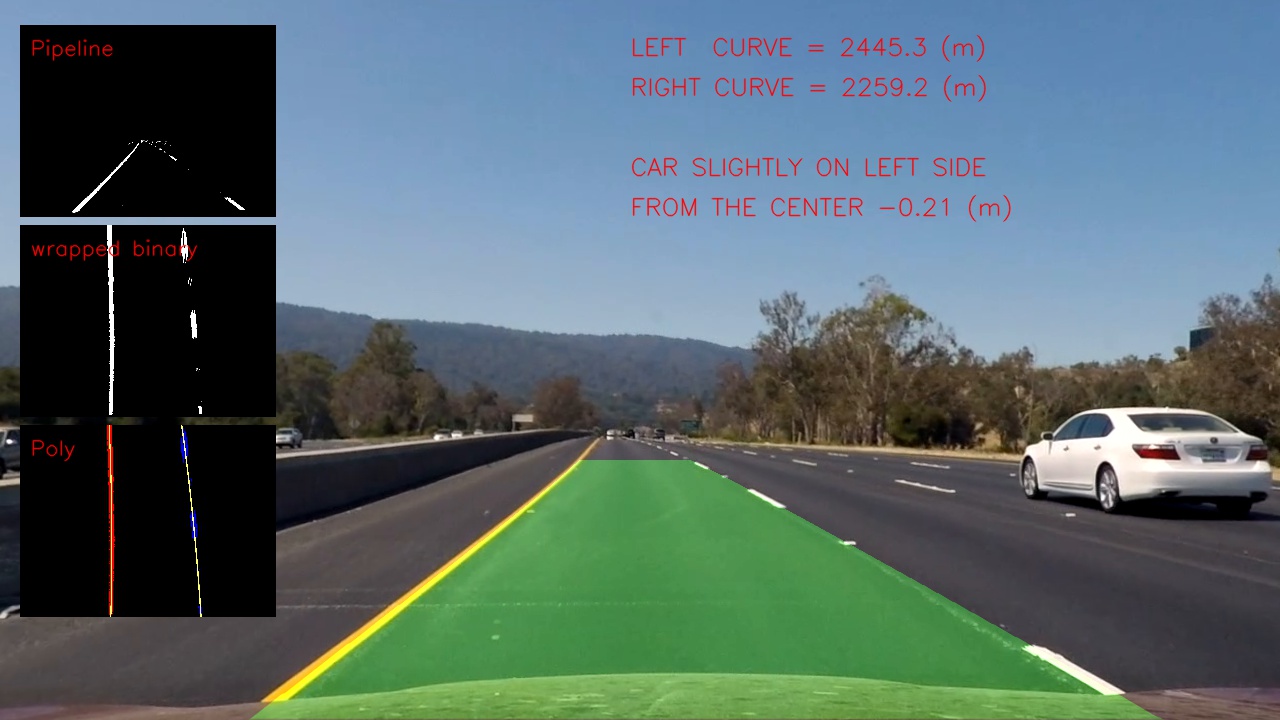 Pipeline
LEFT CURVE = 2445.3 (m)
RIGHT CURVE = 2259.2 (m)
CAR SLIGHTLY ON LEFT SIDE
FROM THE CENTER -0.21 (m)
wrapped binary
Poly